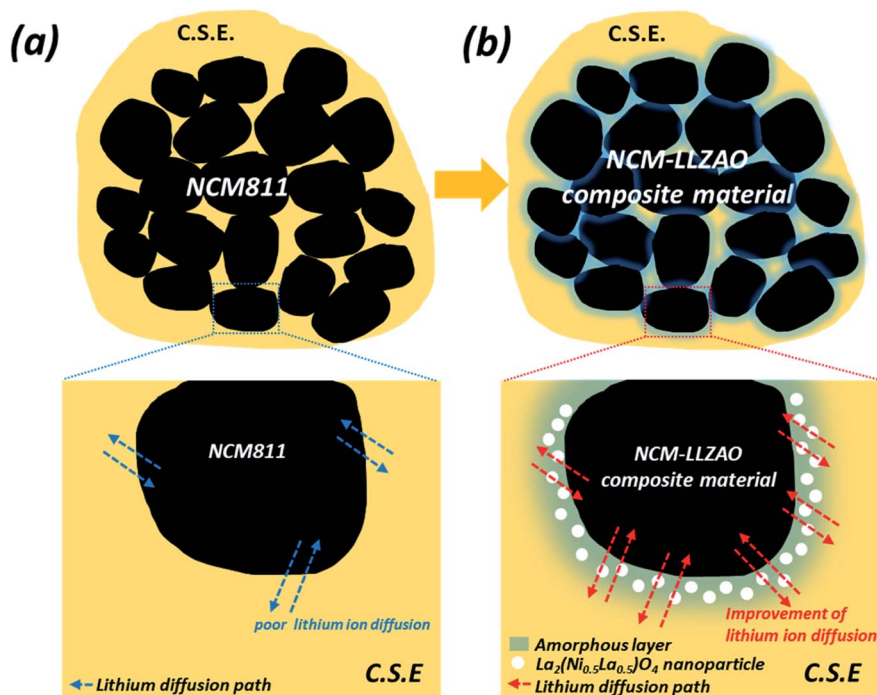 (a)
C.S.E.
NCM811
(b)
C.S.E.
NCM-LLZAO
composite material
NCM811
poor lithium ion diffusion
Lithium diffusion path
C.S.E
NCM-LLZAO
composite material
Improvement of
lithium ion diffusion
Amorphous layer
La₂(Ni₀.₅La₀.₅)O₄ nanoparticle
Lithium diffusion path
C.S.E